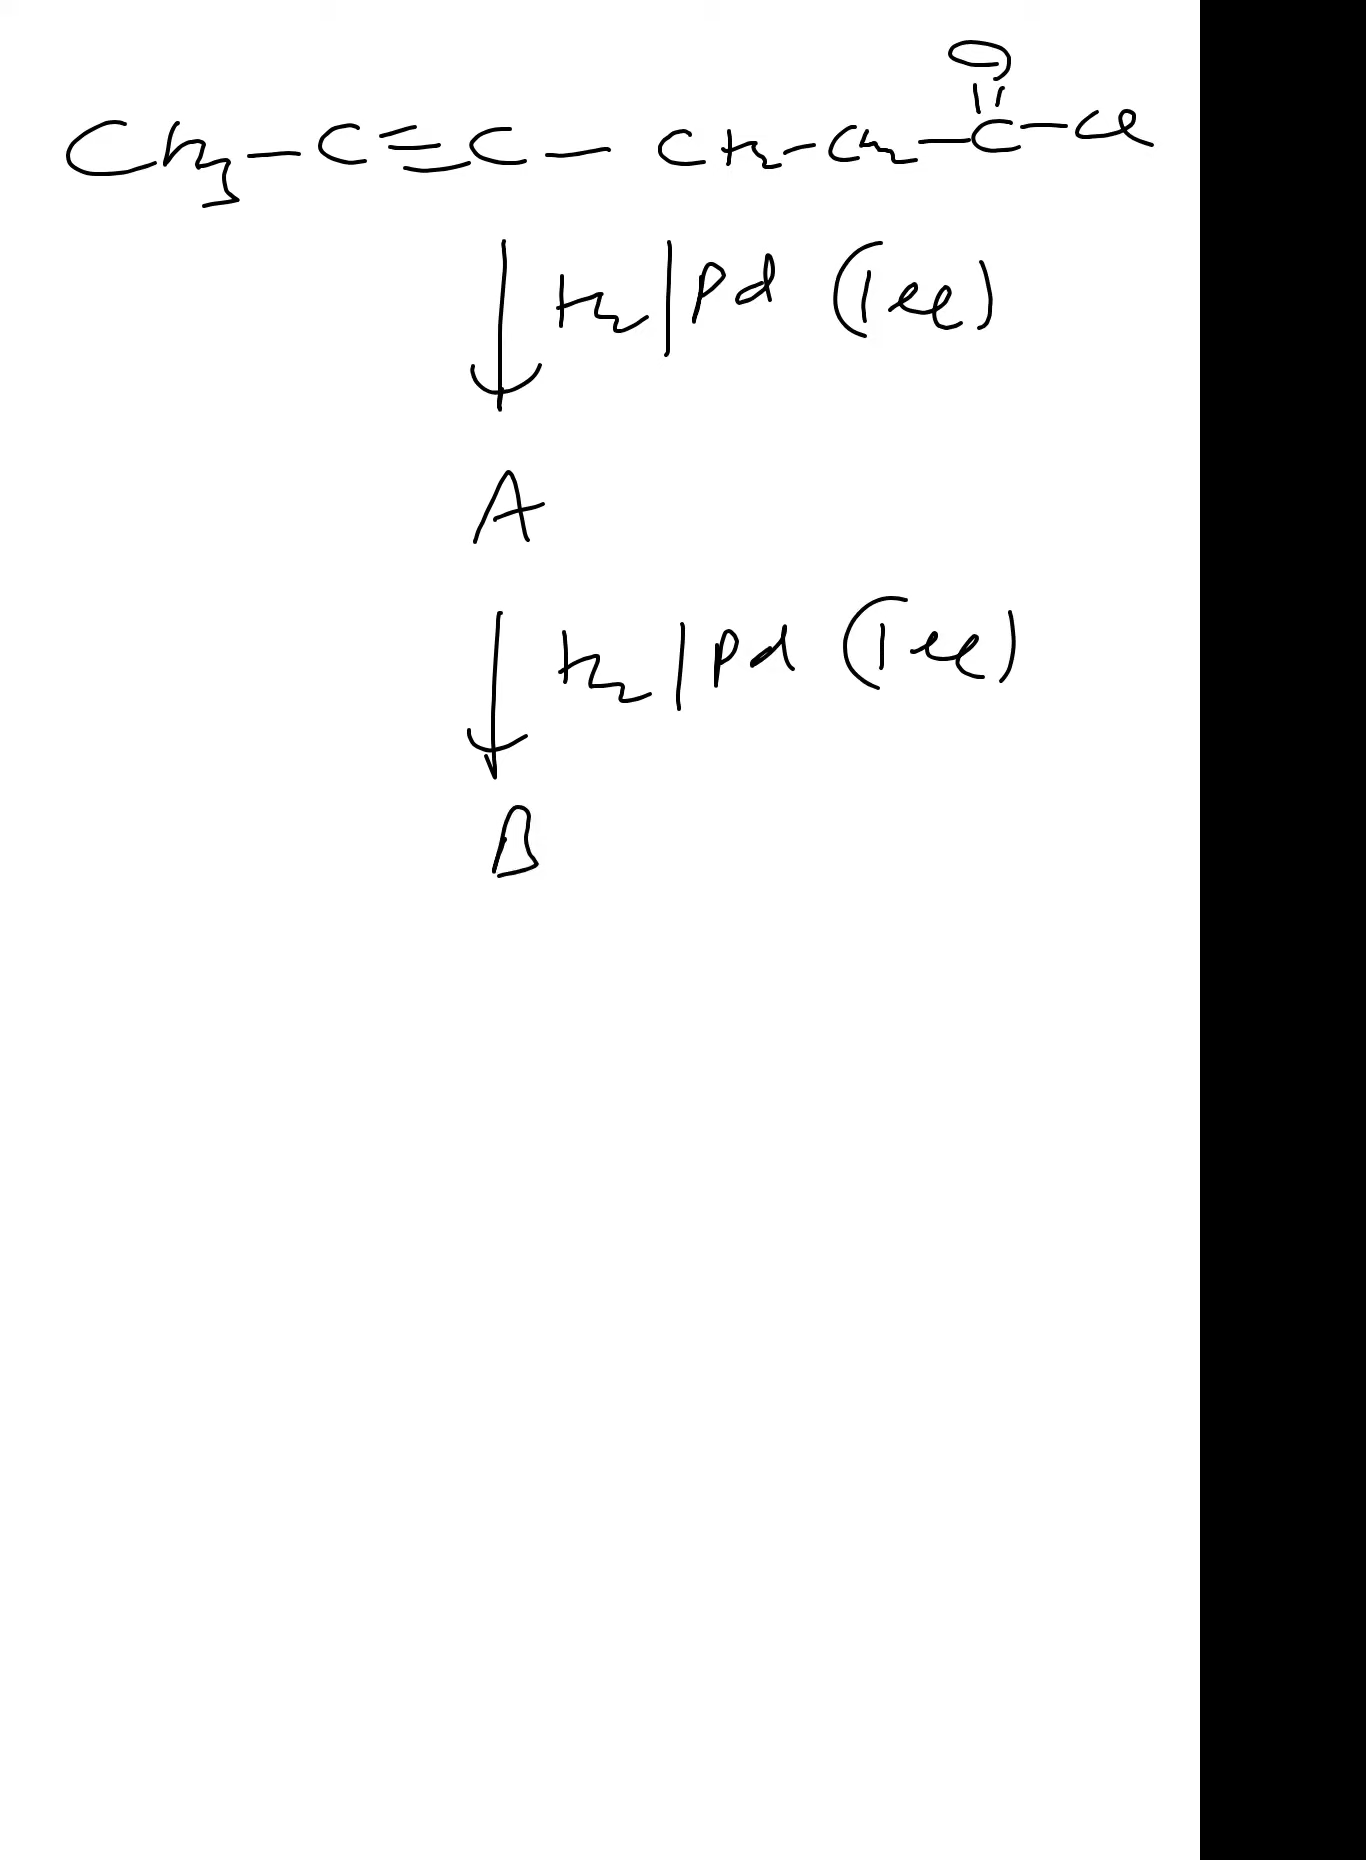 O
CH3-C≡C-CH2-CH2-C-Cl
H2|Pd (1eq)
A
H2|Pd (1eq)
B